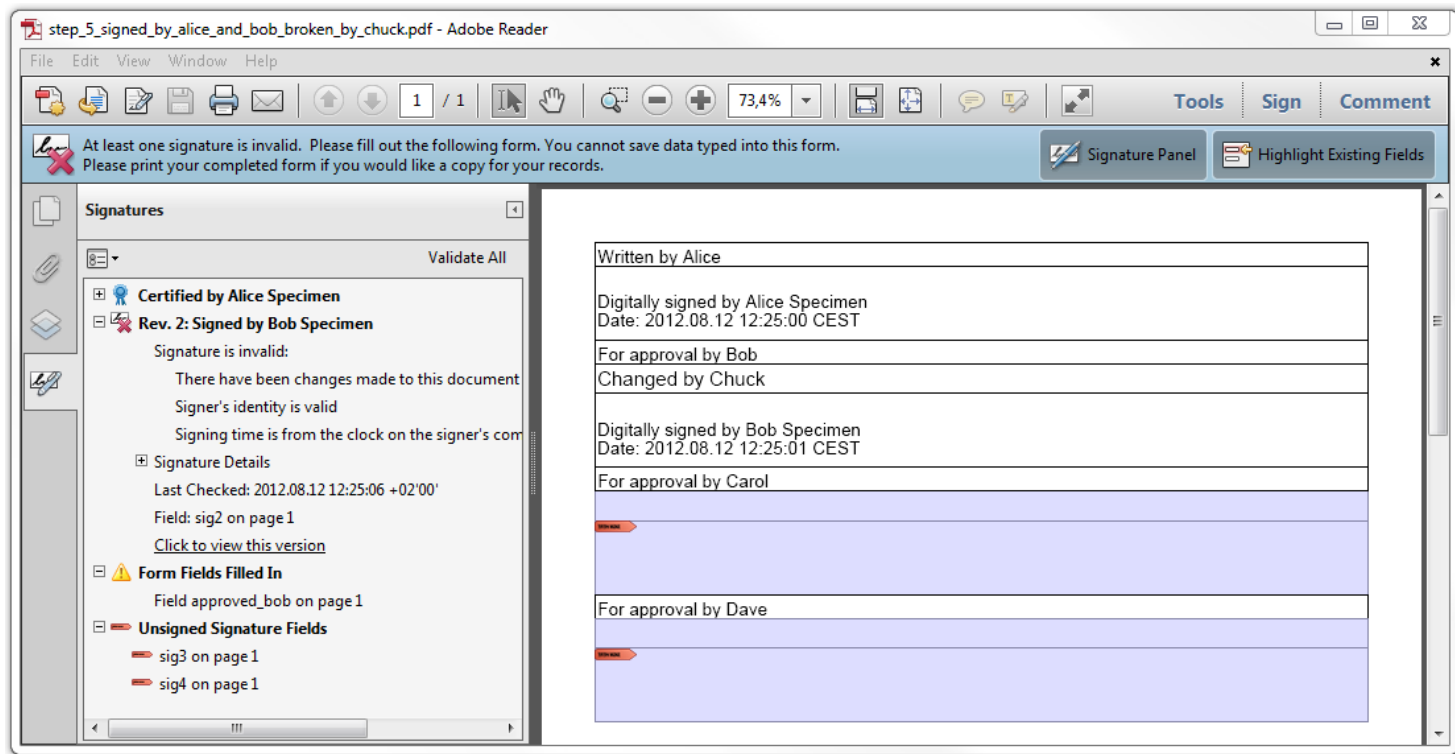 step_5_signed_by_alice_and_bob_broken_by_chuck.pdf - Adobe Reader
File Edit View Window Help
1 / 1 73,4% Tools Sign Comment
At least one signature is invalid. Please fill out the following form. You cannot save data typed into this form.
Please print your completed form if you would like a copy for your records.
Signature Panel
Highlight Existing Fields
Signatures
Validate All
Certified by Alice Specimen
Rev. 2: Signed by Bob Specimen
Signature is invalid:
There have been changes made to this document
Signer's identity is valid
Signing time is from the clock on the signer's com
Signature Details
Last Checked: 2012.08.12 12:25:06 +02'00'
Field: sig2 on page 1
Click to view this version
Form Fields Filled In
Field approved_bob on page 1
Unsigned Signature Fields
sig3 on page 1
sig4 on page 1
Written by Alice
Digitally signed by Alice Specimen
Date: 2012.08.12 12:25:00 CEST
For approval by Bob
Changed by Chuck
Digitally signed by Bob Specimen
Date: 2012.08.12 12:25:01 CEST
For approval by Carol
For approval by Dave